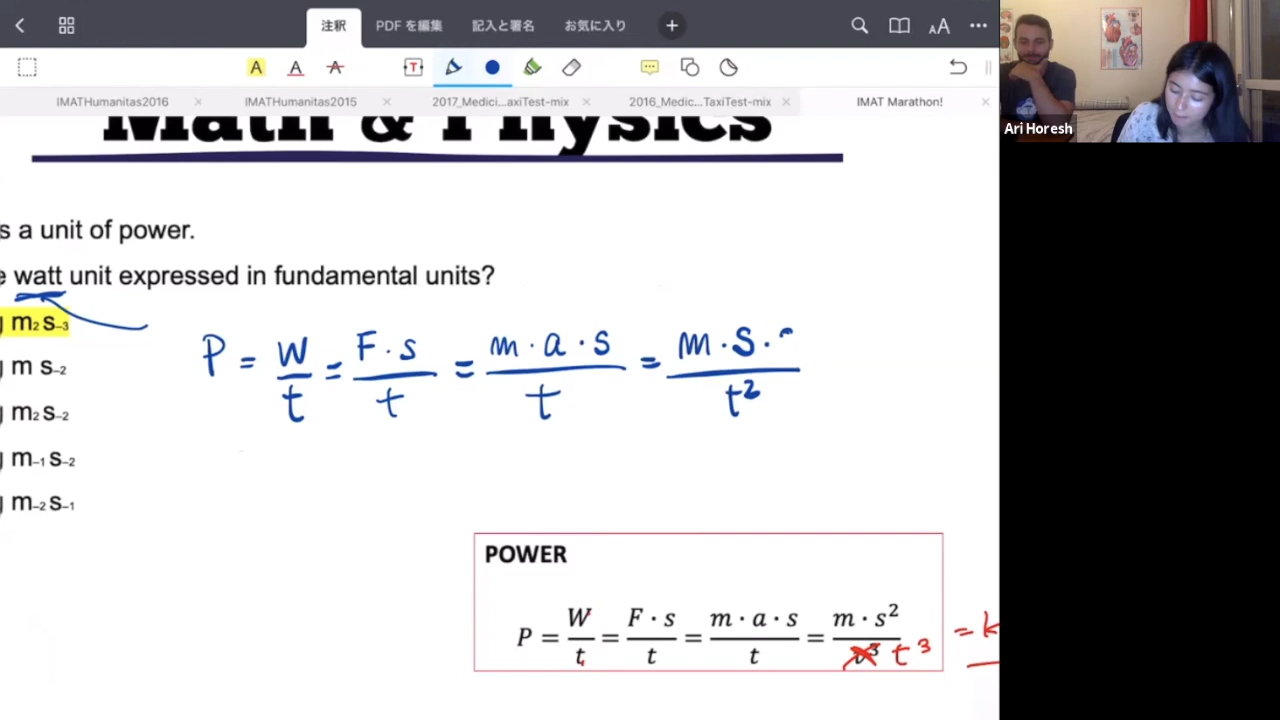 注釈 PDF を編集 記入と署名 お気に入り
AA
IMATHumanitas2016 IMATHumanitas2015 2017_Medici...axiTest-mix 2016_Medic...TaxiTest-mix IMAT Marathon!
Ari Horesh
Math & Physics
s a unit of power.
e watt unit expressed in fundamental units?
g m₂ s₋₃
g m s₋₂
g m₂ s₋₂
g m₋₁ s₋₂
g m₋₂ s₋₁
P = W/t = F · s/t = m · a · s/t = m · s ·/t²
POWER
P = W/t = F · s/t = m · a · s/t = m · s²/t³ = k